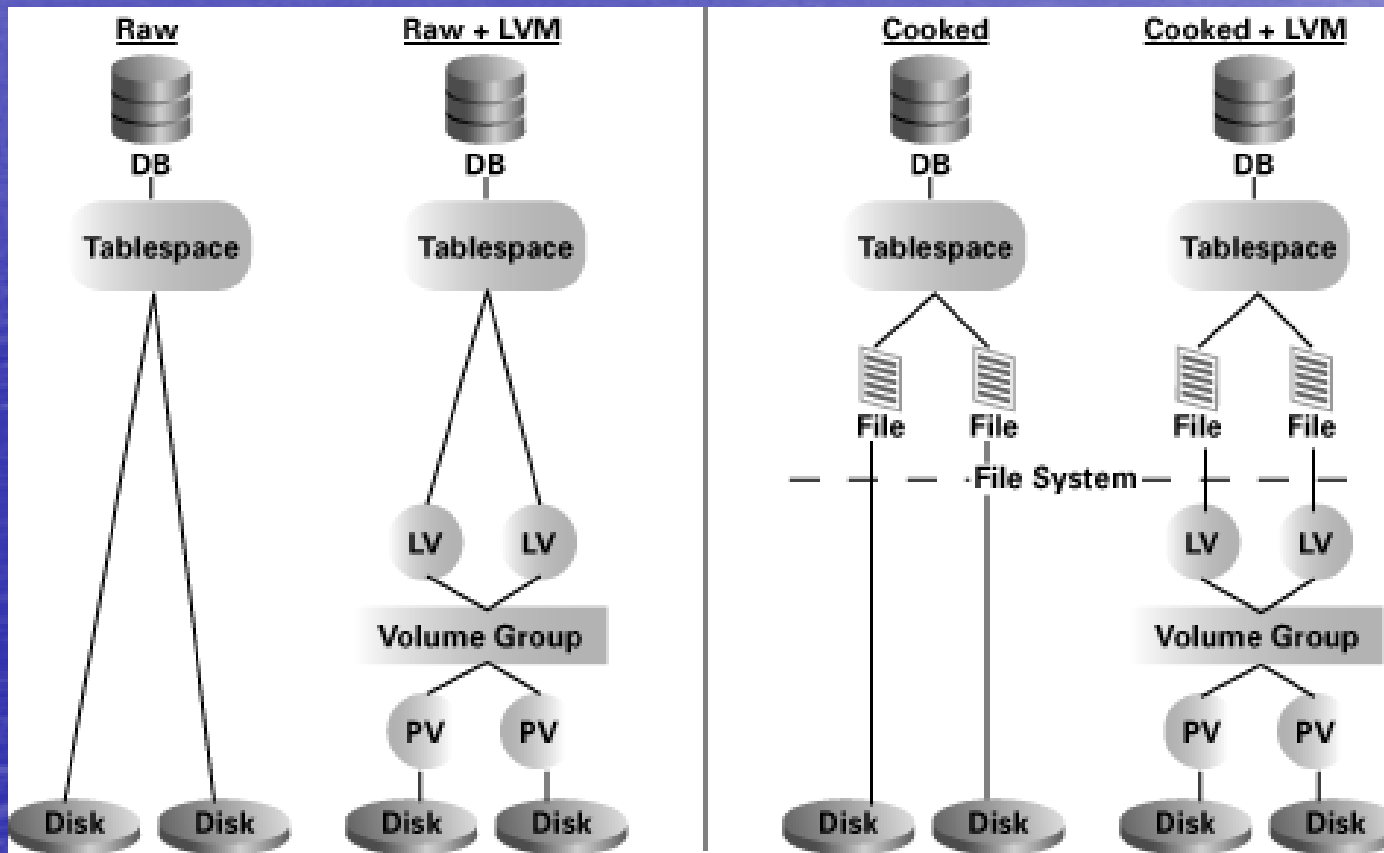 Raw
Raw + LVM
Cooked
Cooked + LVM
DB
DB
DB
DB
Tablespace
Tablespace
Tablespace
Tablespace
File
File
File
File
File System
LV
LV
LV
LV
Volume Group
Volume Group
PV
PV
PV
PV
Disk
Disk
Disk
Disk
Disk
Disk
Disk
Disk